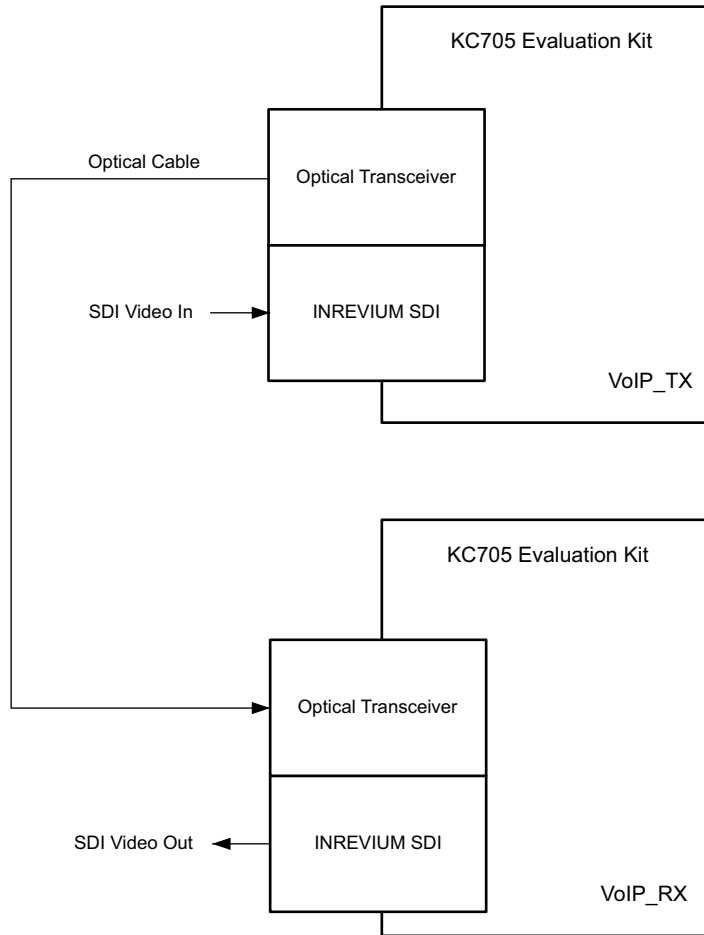 KC705 Evaluation Kit
Optical Cable
Optical Transceiver
SDI Video In
INREVIUM SDI
VoIP_TX
KC705 Evaluation Kit
Optical Transceiver
SDI Video Out
INREVIUM SDI
VoIP_RX